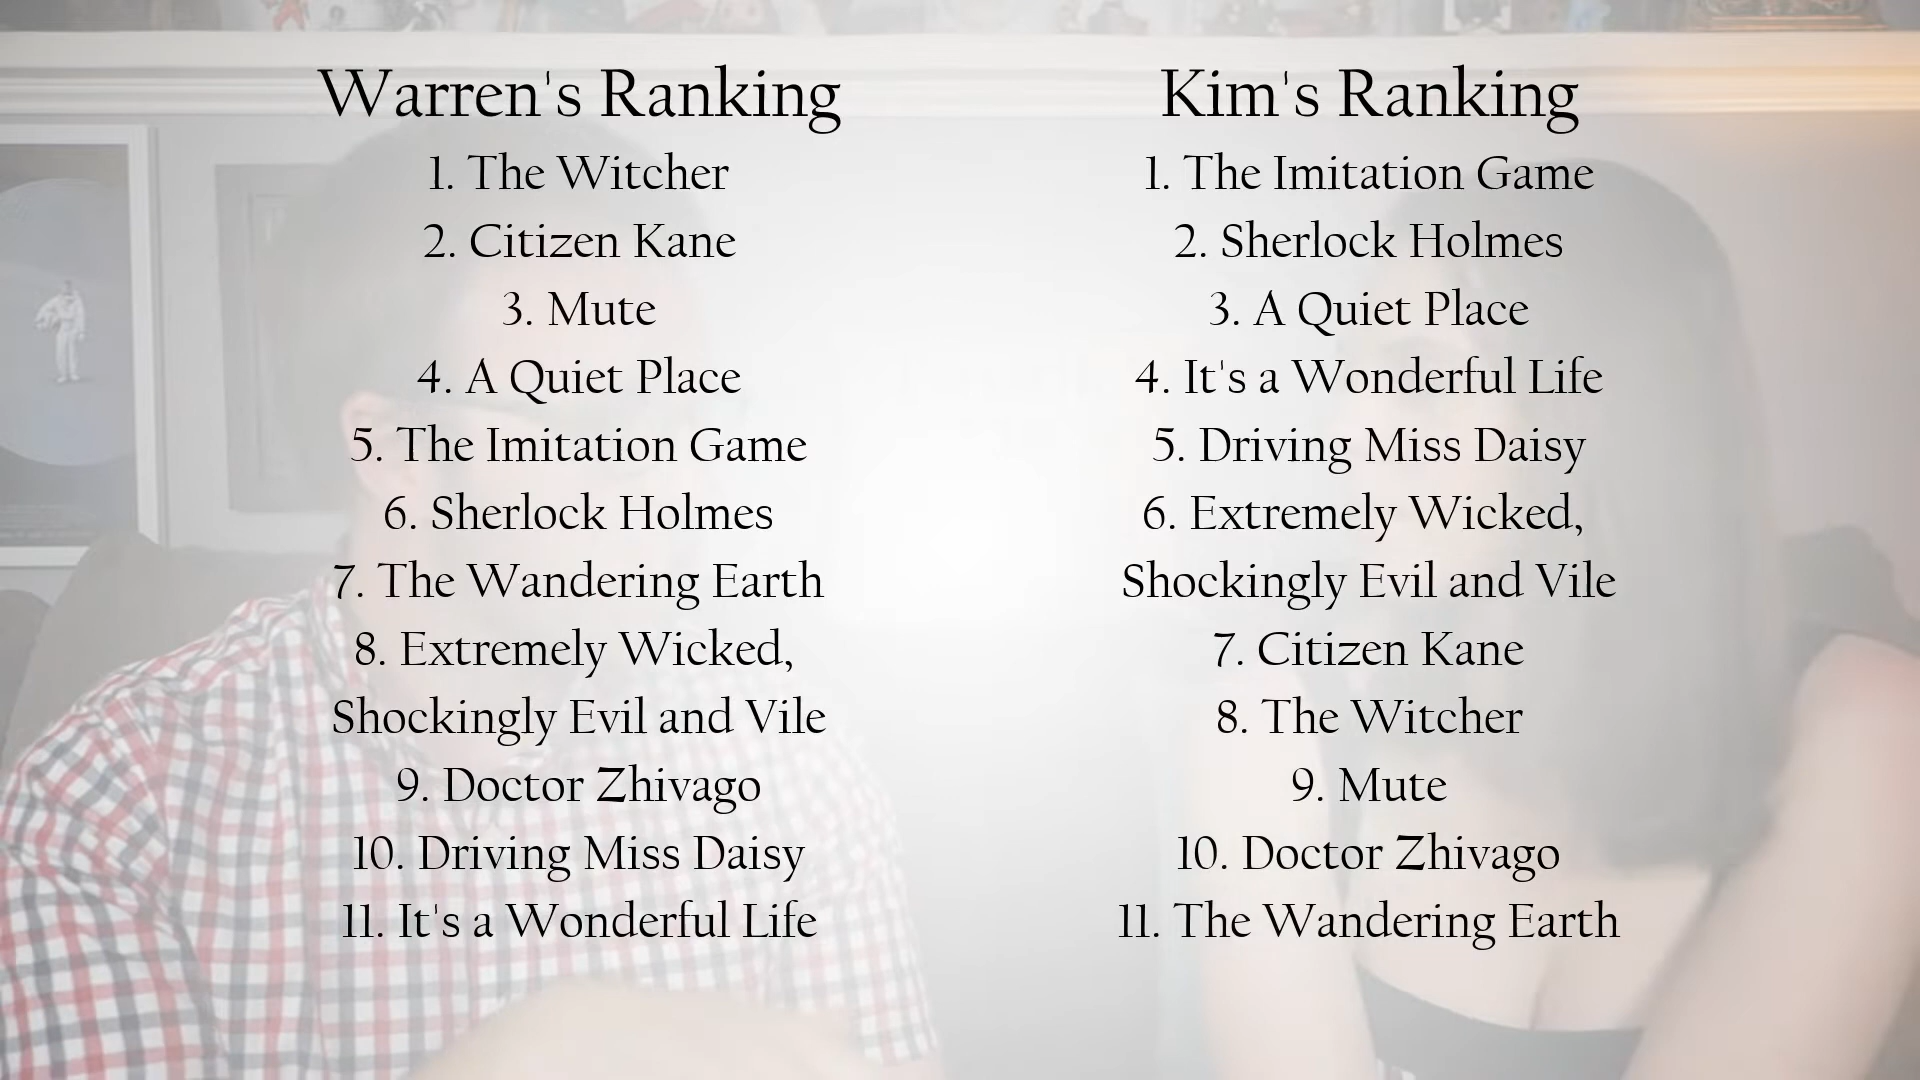 Warren's Ranking
1. The Witcher
2. Citizen Kane
3. Mute
4. A Quiet Place
5. The Imitation Game
6. Sherlock Holmes
7. The Wandering Earth
8. Extremely Wicked,
Shockingly Evil and Vile
9. Doctor Zhivago
10. Driving Miss Daisy
11. It's a Wonderful Life
Kim's Ranking
1. The Imitation Game
2. Sherlock Holmes
3. A Quiet Place
4. It's a Wonderful Life
5. Driving Miss Daisy
6. Extremely Wicked,
Shockingly Evil and Vile
7. Citizen Kane
8. The Witcher
9. Mute
10. Doctor Zhivago
11. The Wandering Earth